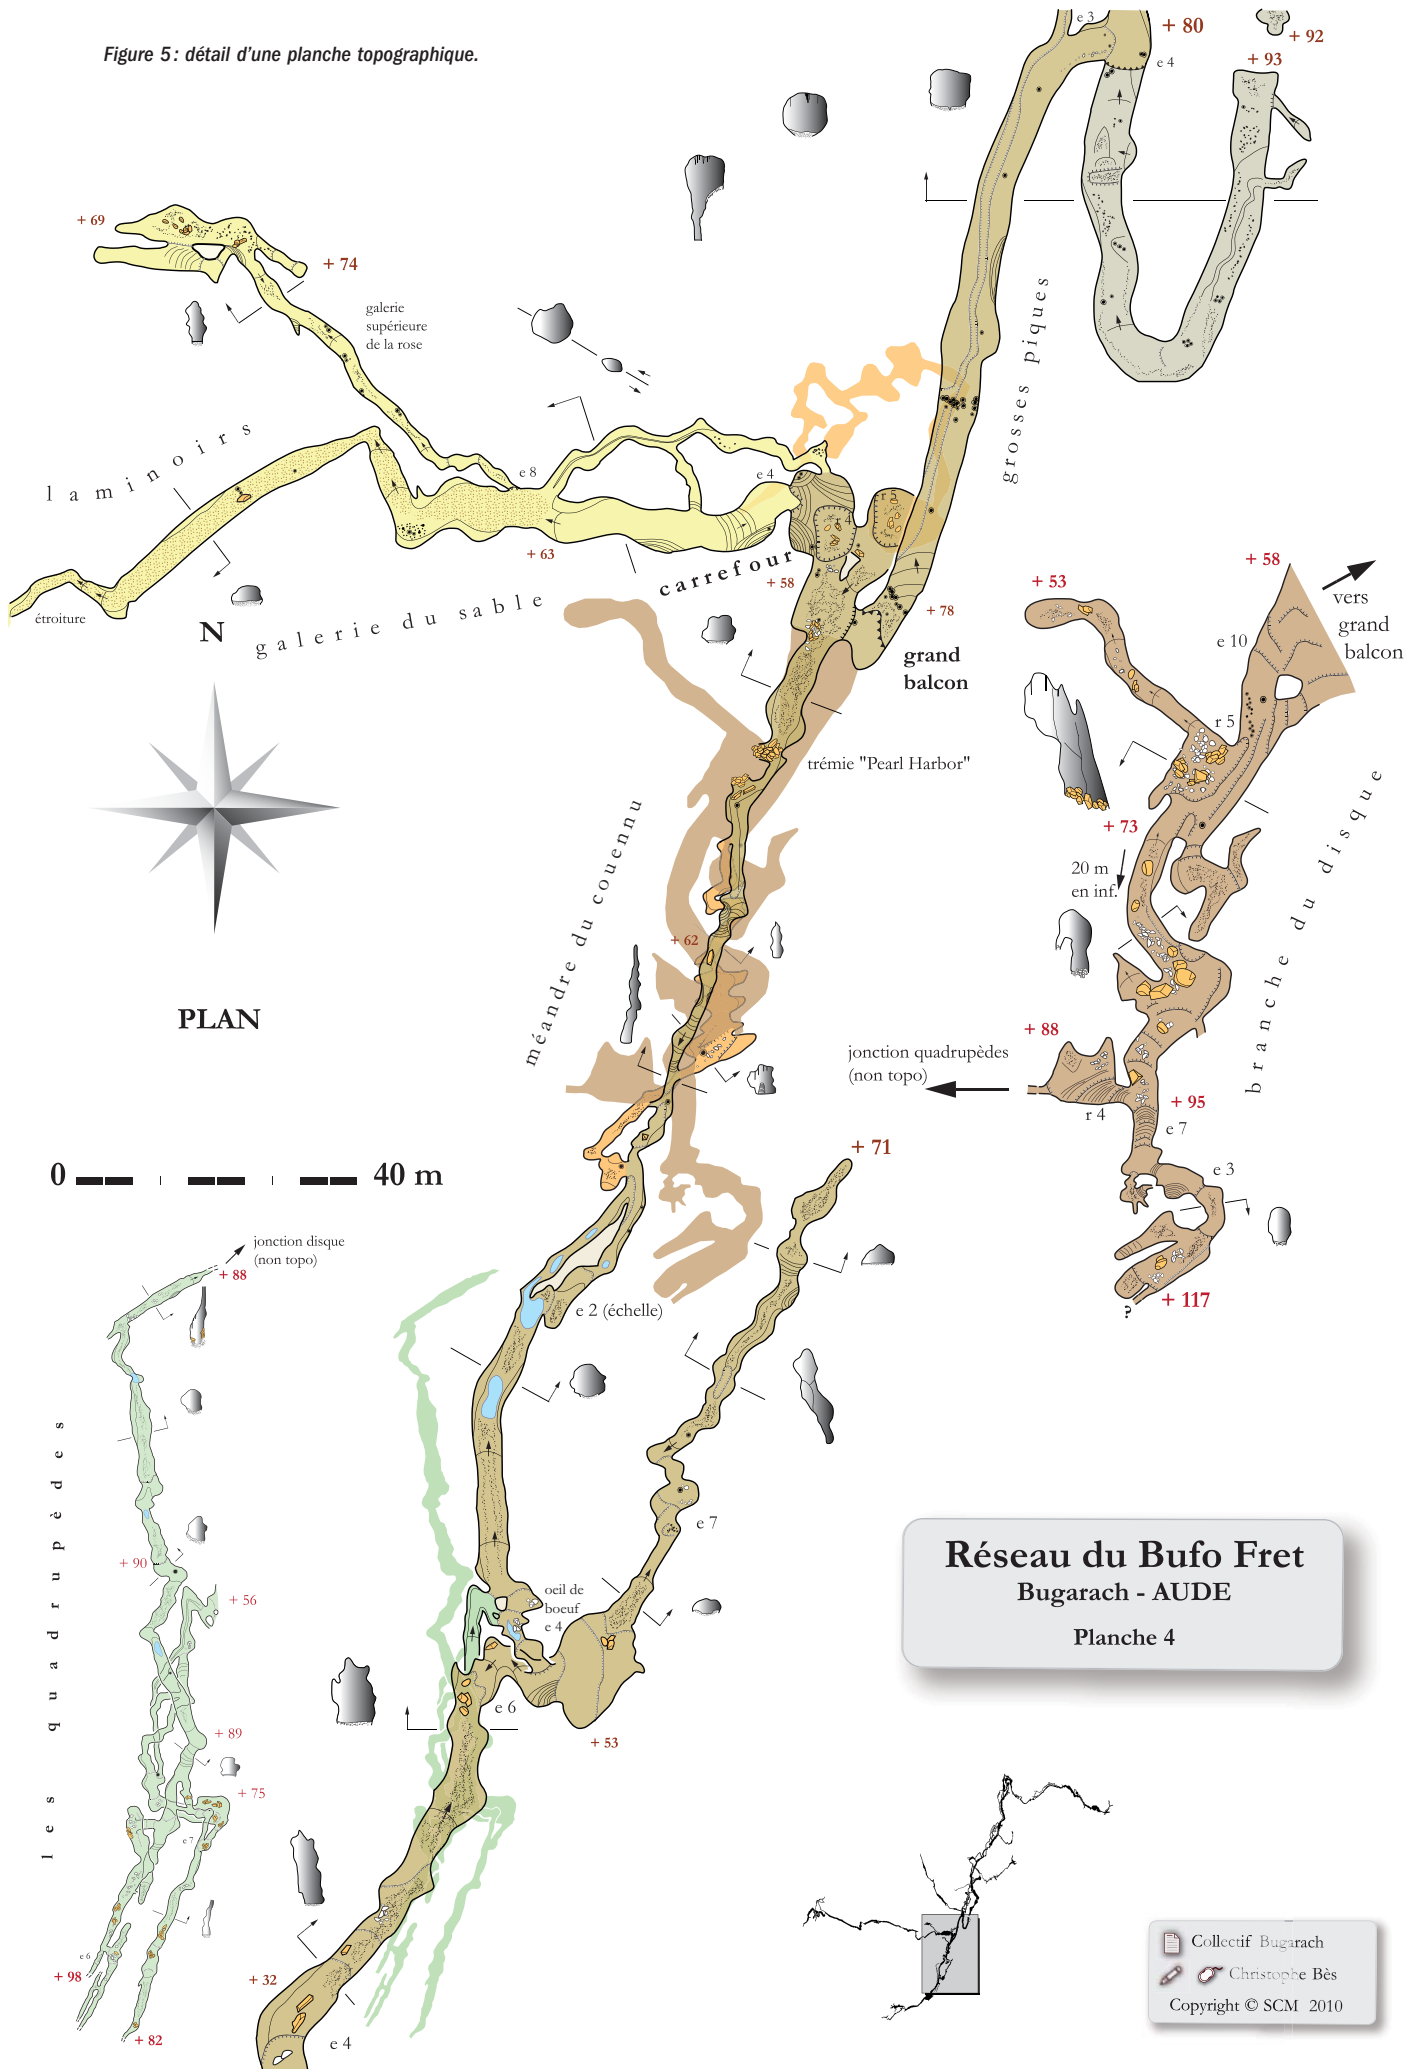 Figure 5 : détail d'une planche topographique.
e 3
+ 80
+ 92
e 4
+ 93
+ 69
+ 74
galerie
supérieure
de la rose
grosses piques
laminoirs
e 8
e 4
r 5
4
+ 63
carrefour
+ 58
+ 78
étroiture
galerie du sable
N
grand
balcon
+ 58
+ 53
vers
grand
balcon
e 10
r 5
trémie "Pearl Harbor"
+ 73
20 m
en inf.
méandre du couennu
branche du disque
+ 62
PLAN
+ 88
jonction quadrupèdes
(non topo)
r 4
+ 95
e 7
e 3
0
40 m
+ 71
jonction disque
(non topo)
+ 88
e 2 (échelle)
+ 117
?
les quadrupèdes
e 7
+ 90
+ 56
oeil de
boeuf
e 4
Réseau du Bufo Fret
Bugarach - AUDE
Planche 4
e 6
+ 53
+ 89
+ 75
e 7
e 6
+ 98
+ 82
+ 32
e 4
Collectif Bugarach
Christophe Bès
Copyright © SCM 2010